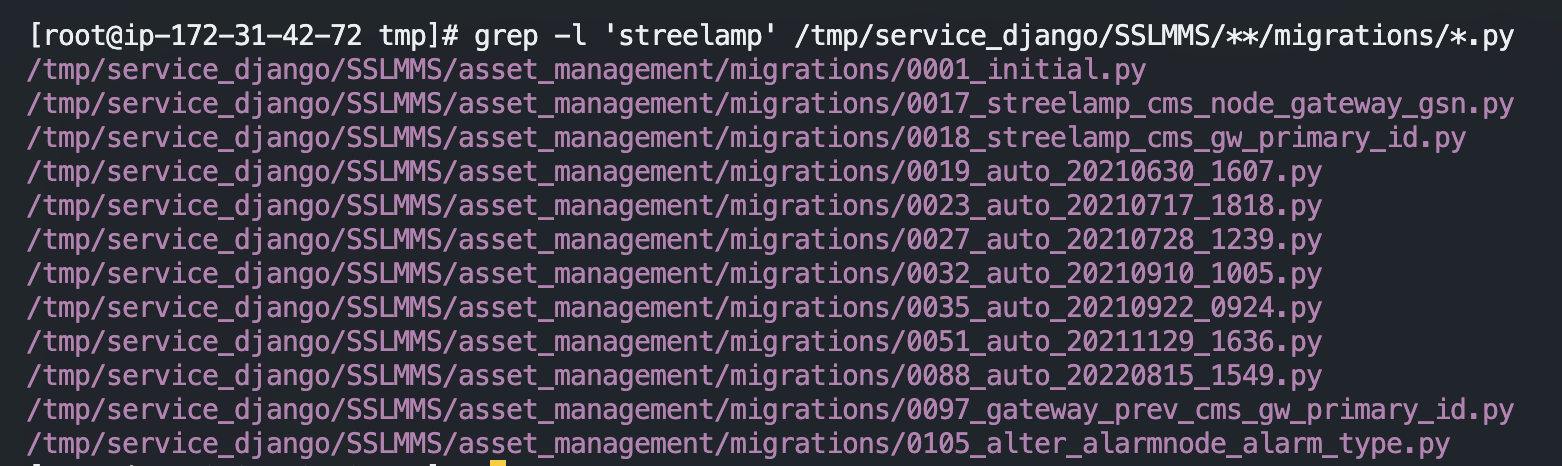 [root@ip-172-31-42-72 tmp]# grep -l 'streelamp' /tmp/service_django/SSLMMS/**/migrations/*.py
/tmp/service_django/SSLMMS/asset_management/migrations/0001_initial.py
/tmp/service_django/SSLMMS/asset_management/migrations/0017_streelamp_cms_node_gateway_gsn.py
/tmp/service_django/SSLMMS/asset_management/migrations/0018_streelamp_cms_gw_primary_id.py
/tmp/service_django/SSLMMS/asset_management/migrations/0019_auto_20210630_1607.py
/tmp/service_django/SSLMMS/asset_management/migrations/0023_auto_20210717_1818.py
/tmp/service_django/SSLMMS/asset_management/migrations/0027_auto_20210728_1239.py
/tmp/service_django/SSLMMS/asset_management/migrations/0032_auto_20210910_1005.py
/tmp/service_django/SSLMMS/asset_management/migrations/0035_auto_20210922_0924.py
/tmp/service_django/SSLMMS/asset_management/migrations/0051_auto_20211129_1636.py
/tmp/service_django/SSLMMS/asset_management/migrations/0088_auto_20220815_1549.py
/tmp/service_django/SSLMMS/asset_management/migrations/0097_gateway_prev_cms_gw_primary_id.py
/tmp/service_django/SSLMMS/asset_management/migrations/0105_alter_alarmnode_alarm_type.py